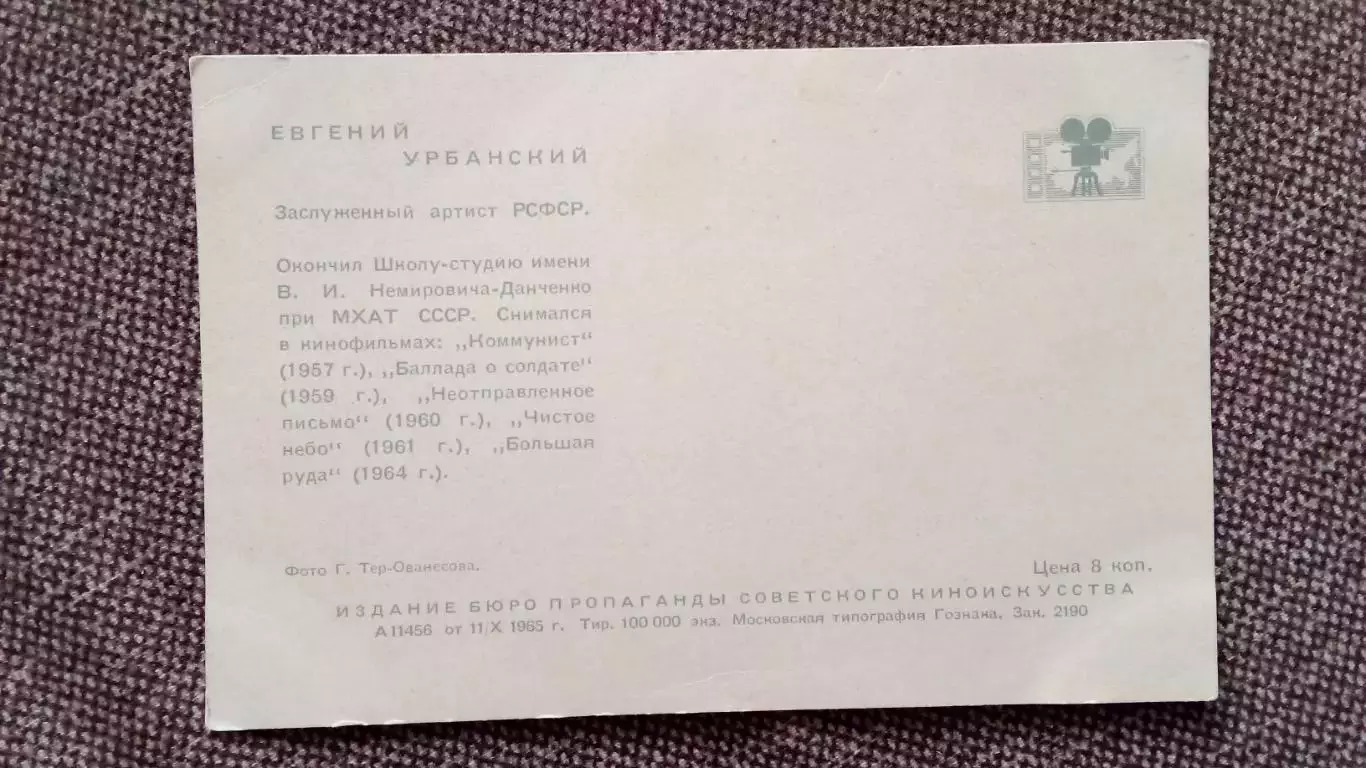 ЕВГЕНИЙ
УРБАНСКИЙ
Заслуженный артист РСФСР.
Окончил Школу-студию имени
В. И. Немировича-Данченно
при МХАТ СССР. Снимался
в кинофильмах: „Коммунист“
(1957 г.), „Баллада о солдате“
(1959 г.), „Неотправленное
письмо“ (1960 г.), „Чистое
небо“ (1961 г.), „Большая
руда“ (1964 г.).
Фото Г. Тер-Ованесова.
Цена 8 коп.
ИЗДАНИЕ БЮРО ПРОПАГАНДЫ СОВЕТСКОГО КИНОИСКУССТВА
А11456 от 11/X 1965 г. Тир. 100 000 экз. Московская типография Гознака. Зак. 2190